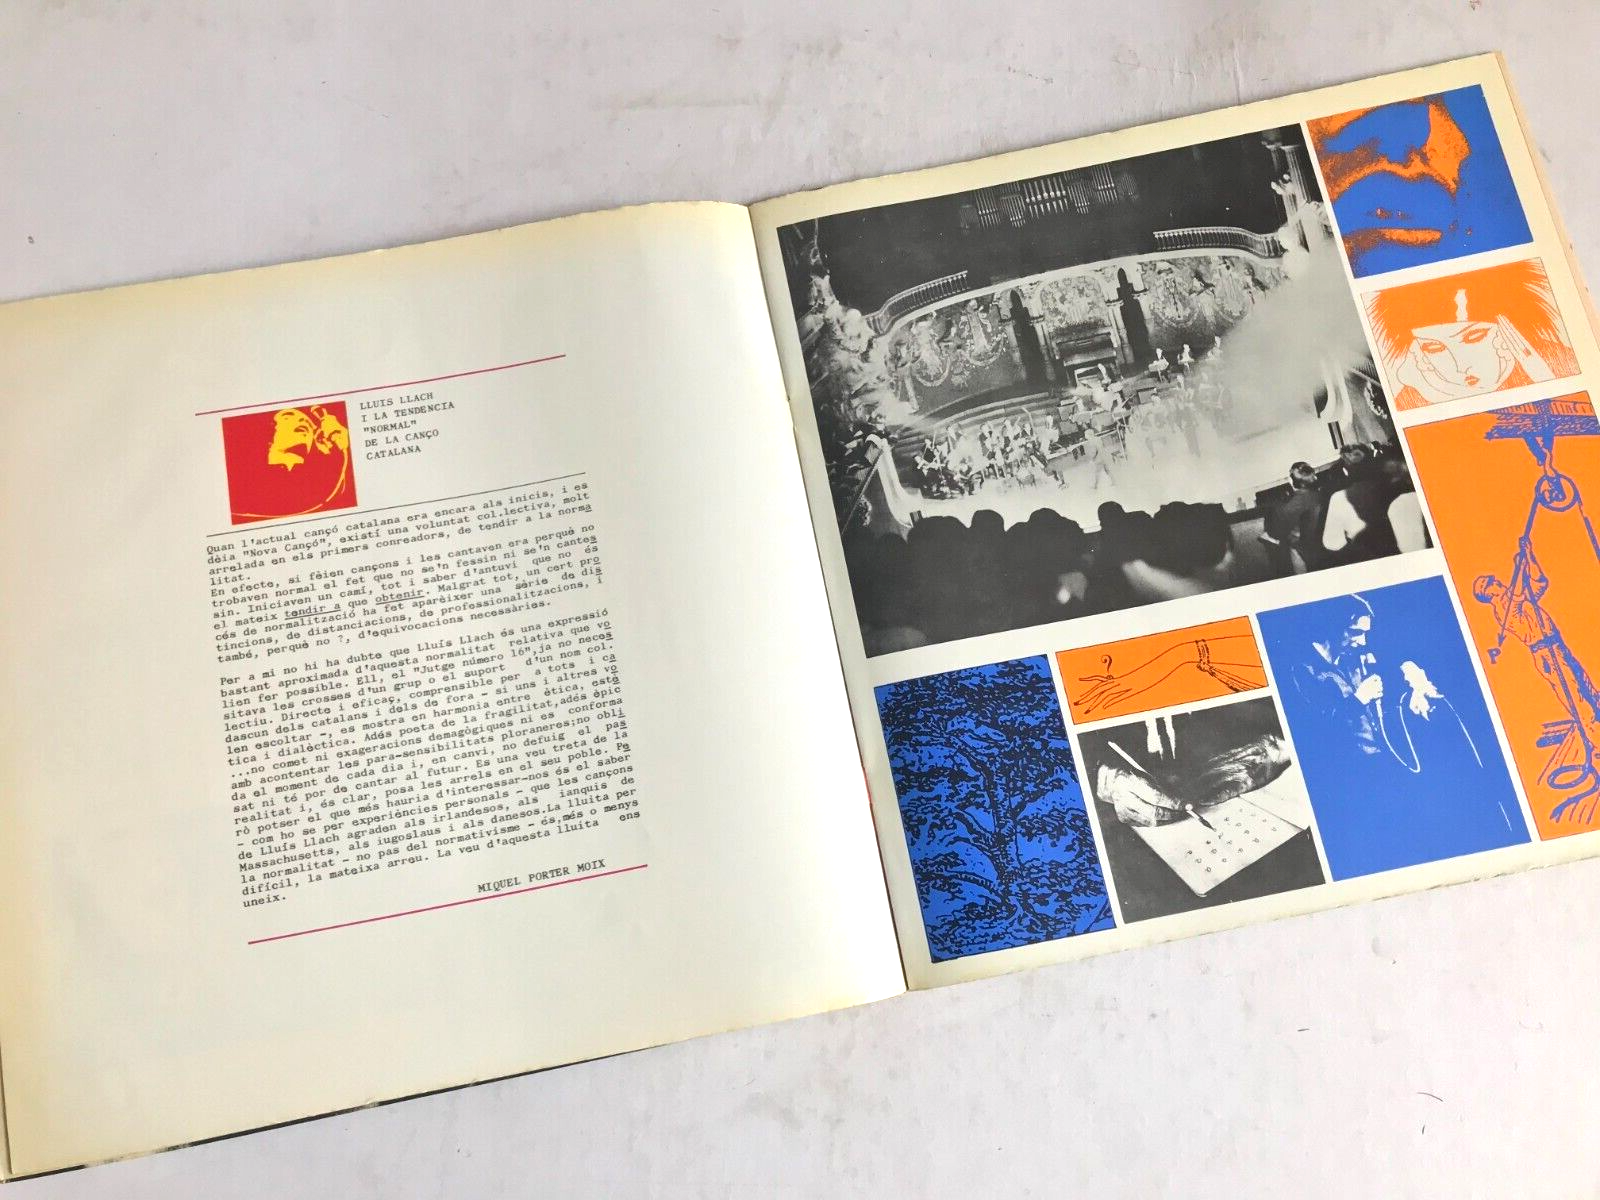 LLUIS LLACH
I LA TENDENCIA
"NORMAL"
DE LA CANÇO
CATALANA
Quan l'actual cançó catalana era encara als inicis, i es
dèia "Nova Cançó", existí una voluntat col.lectiva, molt
arrelada en els primers conreadors, de tendir a la norma
litat.
En efecte, si fèien cançons i les cantaven era perquè no
trobaven normal el fet que no se'n fessin ni se'n cantes
sin. Iniciaven un camí, tot i saber d'antuvi que no és
el mateix tendir a que obtenir. Malgrat tot, un cert pro
cés de normalització ha fet aparèixer una sèrie de dis
tincions, de distanciacions, de professionalitzacions, i
també, perquè no ?, d'equivocacions necessàries.
Per a mi no hi ha dubte que Lluís Llach és una expressió
bastant aproximada d'aquesta normalitat relativa que vo
lien fer possible. Ell, el "Jutge número 16", ja no neces
sitava les crosses d'un grup o el suport d'un nom col.
lectiu. Directe i eficaç, comprensible per a tots i ca
dascun dels catalans i dels de fora - si uns i altres vo
len escoltar -, es mostra en harmonia entre ètica, esté
tica i dialèctica. Adés poeta de la fragilitat, adés èpic
...no comet ni exageracions demagògiques ni es conforma
amb acontentar les para-sensibilitats ploraneres; no obli
da el moment de cada dia i, en canvi, no defuig el pas
sat ni té por de cantar al futur. Es una veu treta de la
realitat i, és clar, posa les arrels en el seu poble. Pe
rò potser el que més hauria d'interessar-nos és el saber
- com ho se per experiències personals - que les cançons
de Lluís Llach agraden als irlandesos, als ianquis de
Massachusetts, als iugoslaus i als danesos. La lluita per
la normalitat - no pas del normativisme - és, més o menys
difícil, la mateixa arreu. La veu d'aquesta lluita ens
uneix.
MIQUEL PORTER MOIX
?
P